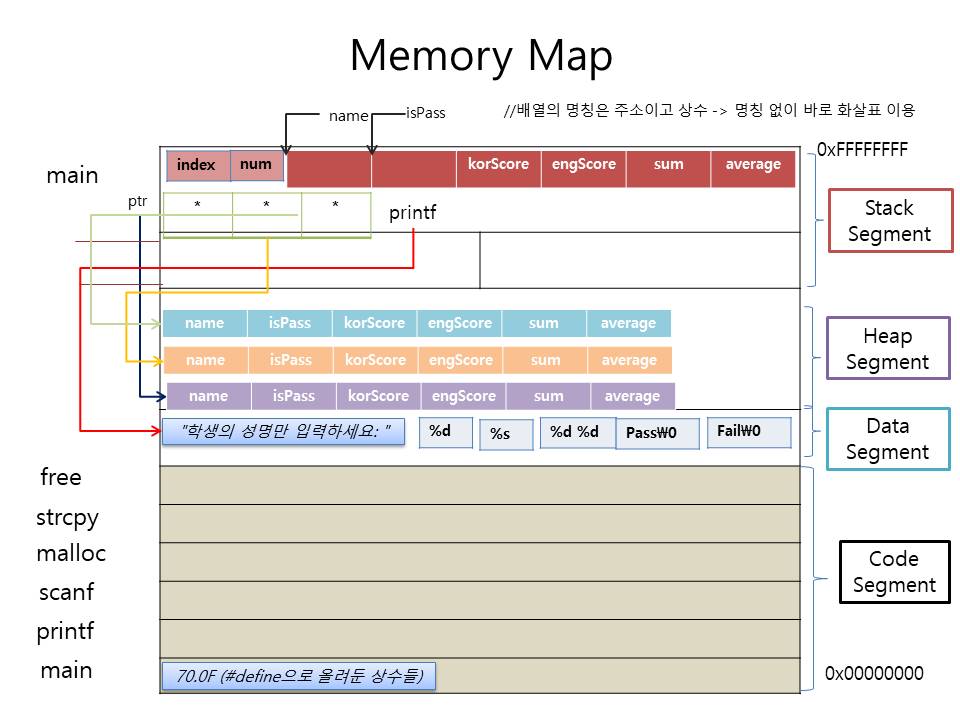 Memory Map
name
isPass
//배열의 명칭은 주소이고 상수 -> 명칭 없이 바로 화살표 이용
0xFFFFFFFF
main
index num korScore engScore sum average
ptr
* * *
printf
Stack
Segment
name isPass korScore engScore sum average
name isPass korScore engScore sum average
name isPass korScore engScore sum average
Heap
Segment
"학생의 성명만 입력하세요: " %d %s %d %d Pass₩0 Fail₩0
Data
Segment
free
strcpy
malloc
scanf
printf
main
Code
Segment
70.0F (#define으로 올려둔 상수들)
0x00000000